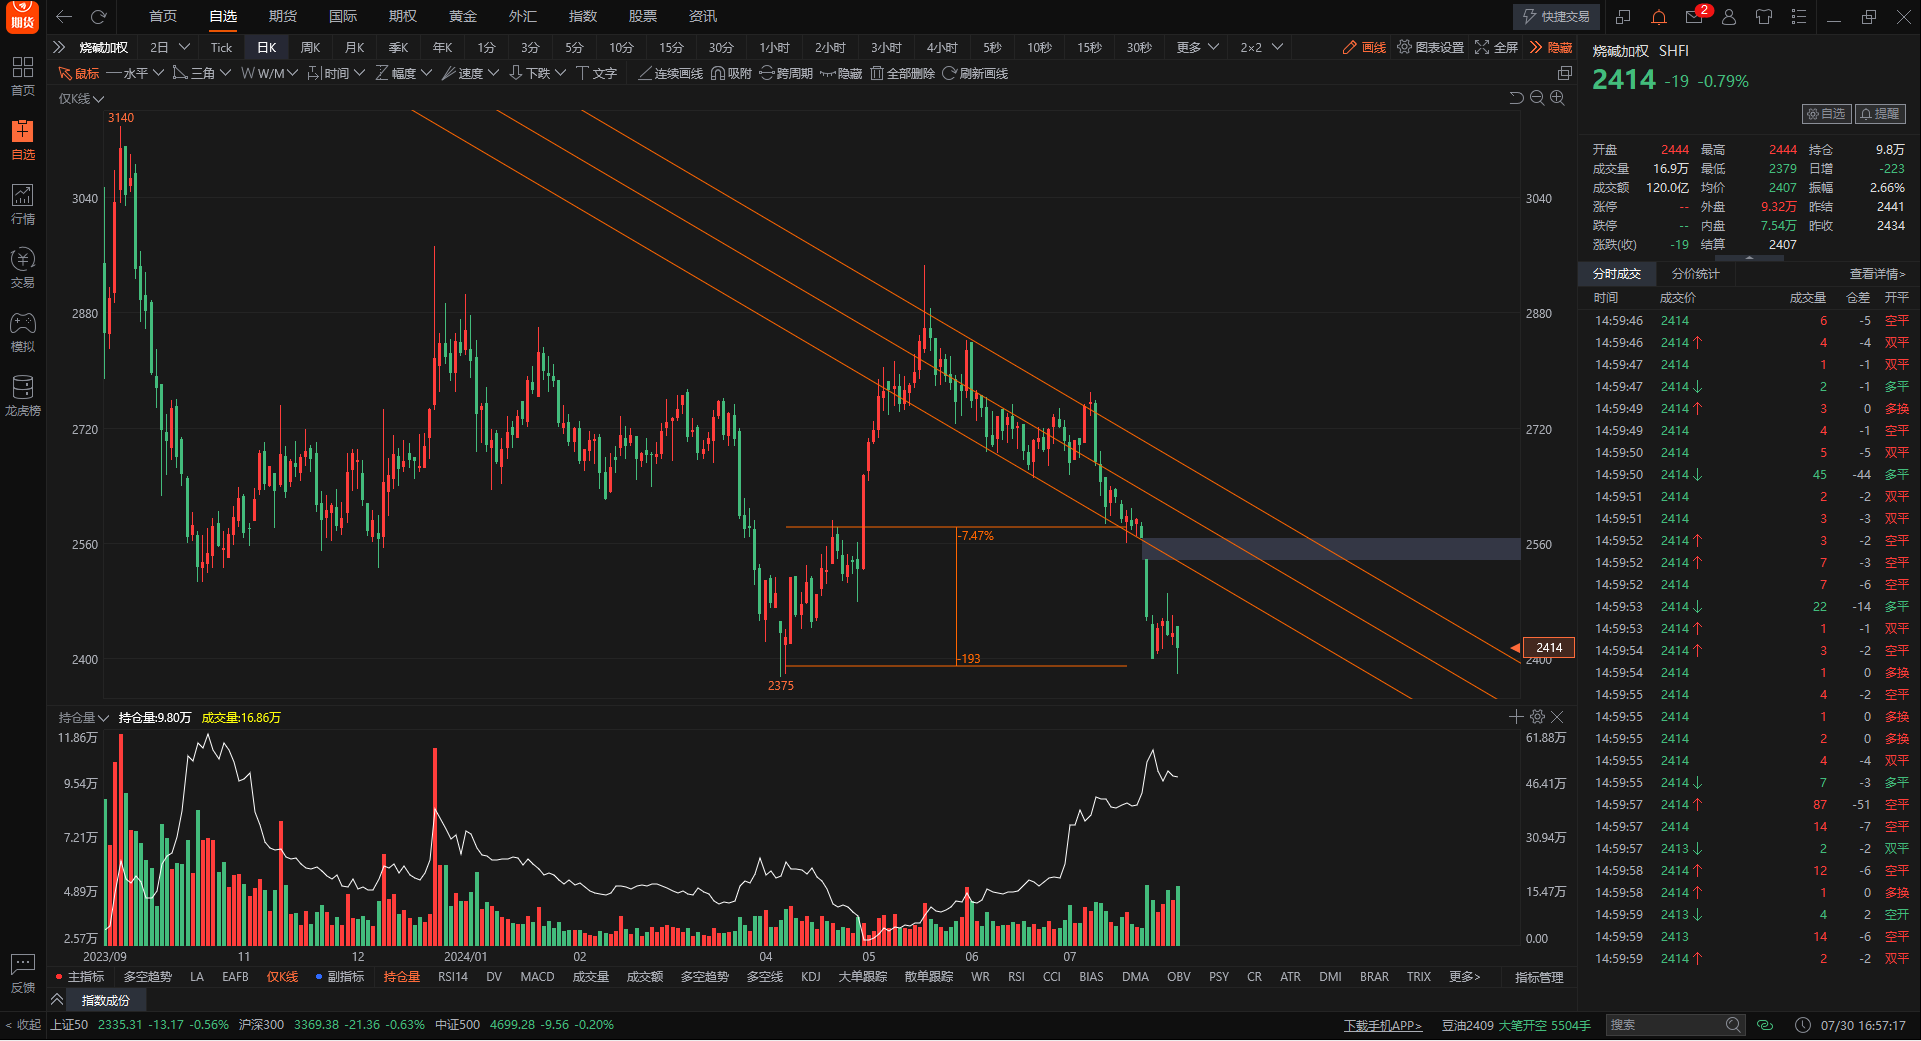 期货 首页 自选 期货 国际 期权 黄金 外汇 指数 股票 资讯 快捷交易 2
烧碱加权 2日 Tick 日K 周K 月K 季K 年K 1分 3分 5分 10分 15分 30分 1小时 2小时 3小时 4小时 5秒 10秒 15秒 30秒 更多 2×2 画线 图表设置 全屏 隐藏
鼠标 水平 三角 W/M 时间 幅度 速度 下跌 文字 连续画线 吸附 跨周期 隐藏 全部删除 刷新画线
仅K线
首页
自选
行情
交易
模拟
龙虎榜
反馈
< 收起
3140
3040 3040
2880 2880
2720 2720
2560 2560
2400 2400
-7.47%
-193
2375
2414
持仓量 持仓量:9.80万 成交量:16.86万
11.86万 61.88万
9.54万 46.41万
7.21万 30.94万
4.89万 15.47万
2.57万 0.00
2023/09 11 12 2024/01 02 04 05 06 07
主指标 多空趋势 LA EAFB 仅K线 副指标 持仓量 RSI14 DV MACD 成交量 成交额 多空趋势 多空线 KDJ 大单跟踪 散单跟踪 WR RSI CCI BIAS DMA OBV PSY CR ATR DMI BRAR TRIX 更多> 指标管理
指数成份
烧碱加权 SHFI
2414 -19 -0.79%
自选 提醒
开盘 2444 最高 2444 持仓 9.8万
成交量 16.9万 最低 2379 日增 -223
成交额 120.0亿 均价 2407 振幅 2.66%
涨停 -- 外盘 9.32万 昨结 2441
跌停 -- 内盘 7.54万 昨收 2434
涨跌(收) -19 结算 2407
分时成交 分价统计 查看详情>
时间 成交价 成交量 仓差 开平
14:59:46 2414 6 -5 空平
14:59:46 2414↑ 4 -4 双平
14:59:47 2414 1 -1 双平
14:59:47 2414↓ 2 -1 多平
14:59:49 2414↑ 3 0 多换
14:59:49 2414 4 -1 空平
14:59:50 2414 5 -5 双平
14:59:50 2414↓ 45 -44 多平
14:59:51 2414 2 -2 双平
14:59:51 2414 3 -3 双平
14:59:52 2414↑ 3 -2 空平
14:59:52 2414↑ 7 -3 空平
14:59:52 2414 7 -6 空平
14:59:53 2414↓ 22 -14 多平
14:59:53 2414↑ 1 -1 双平
14:59:54 2414↑ 3 -2 空平
14:59:54 2414 1 0 多换
14:59:55 2414 4 -2 空平
14:59:55 2414 1 0 多换
14:59:55 2414 2 0 多换
14:59:55 2414 4 -4 双平
14:59:55 2414↓ 7 -3 多平
14:59:57 2414↑ 87 -51 空平
14:59:57 2414 14 -7 空平
14:59:57 2413↓ 2 -2 双平
14:59:58 2414↑ 12 -6 空平
14:59:58 2414↑ 1 0 多换
14:59:59 2413↓ 4 2 空开
14:59:59 2413 14 -6 空平
14:59:59 2414↑ 2 -2 双平
上证50 2335.31 -13.17 -0.56% 沪深300 3369.38 -21.36 -0.63% 中证500 4699.28 -9.56 -0.20% 下载手机APP> 豆油2409 大笔开空 5504手 搜索 07/30 16:57:17